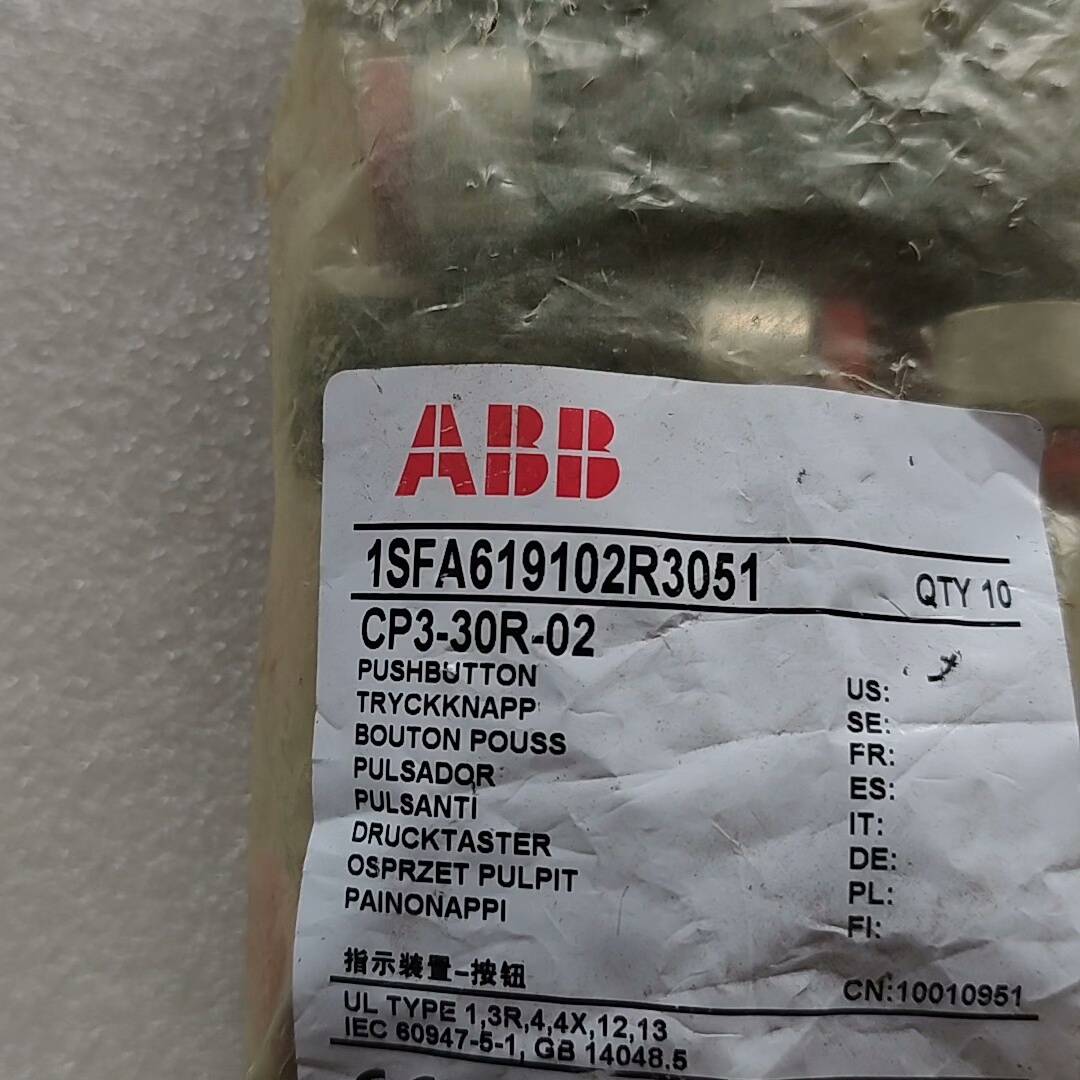 ABB
1SFA619102R3051 QTY 10
CP3-30R-02
PUSHBUTTON US:
TRYCKKNAPP SE:
BOUTON POUSS FR:
PULSADOR ES:
PULSANTI IT:
DRUCKTASTER DE:
OSPRZET PULPIT PL:
PAINONAPPI FI:
指示装置-按钮 CN:10010951
UL TYPE 1,3R,4,4X,12,13
IEC 60947-5-1, GB 14048.5